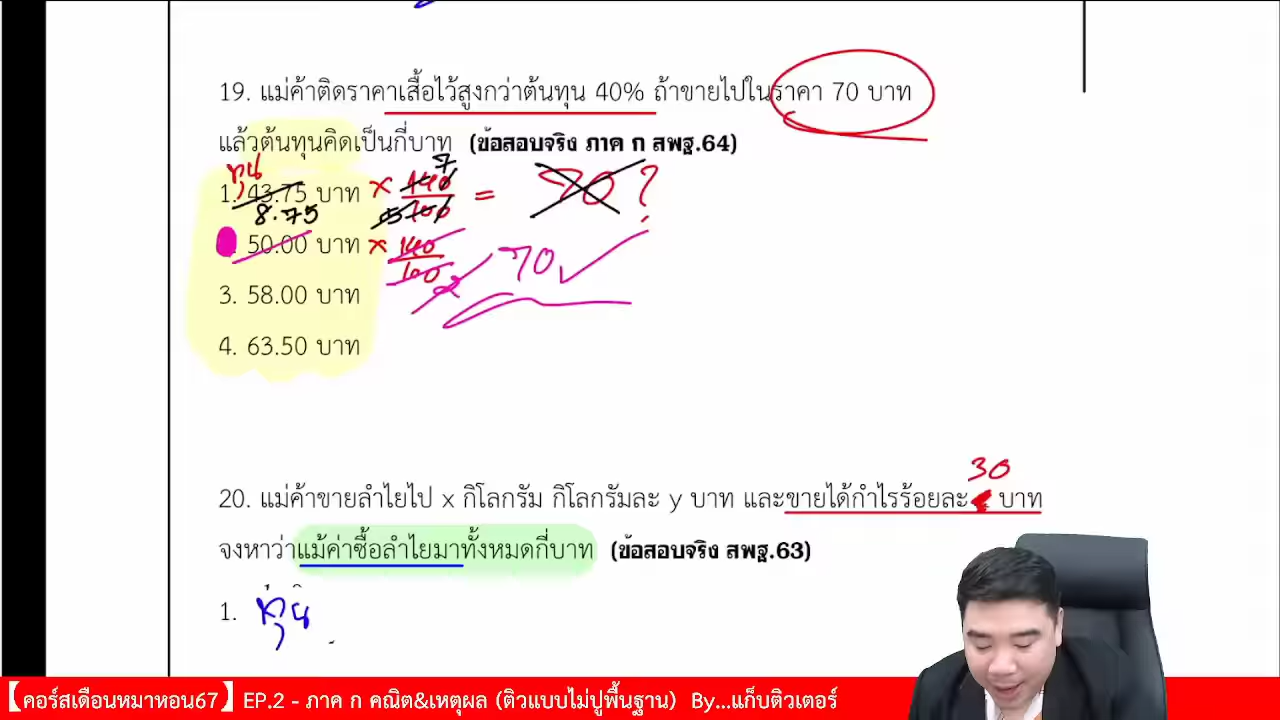 19. แม่ค้าติดราคาเสื้อไว้สูงกว่าต้นทุน 40% ถ้าขายไปในราคา 70 บาท
แล้วต้นทุนคิดเป็นกี่บาท (ข้อสอบจริง ภาค ก สพฐ.64)
ทุน 7
1. 43.75 บาท × 140/100 = 70 ?
8.75 5
50.00 บาท × 140/100 70
2
3. 58.00 บาท
4. 63.50 บาท
30
20. แม่ค้าขายลำไยไป x กิโลกรัม กิโลกรัมละ y บาท และขายได้กำไรร้อยละ บาท
จงหาว่าแม้ค่าซื้อลำไยมาทั้งหมดกี่บาท (ข้อสอบจริง สพฐ.63)
1. ทุน
【คอร์สเดือนหมาหอน67】EP.2 - ภาค ก คณิต&เหตุผล (ติวแบบไม่ปูพื้นฐาน) By...แก็บติวเตอร์